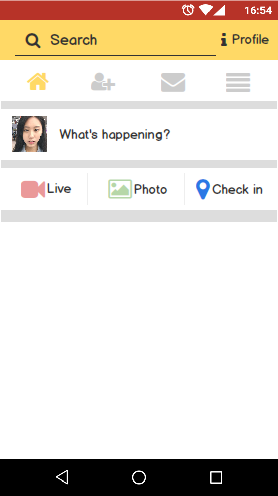 16:54
Search
Profile
What's happening?
Live
Photo
Check in